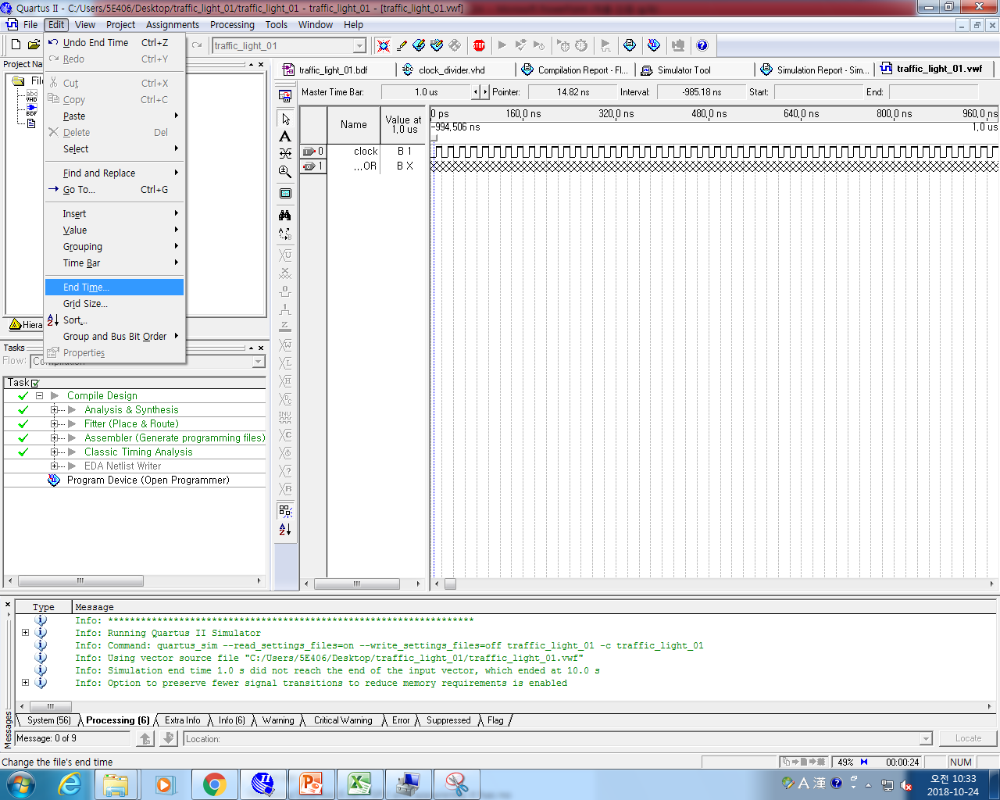 Quartus II - C:/Users/5E406/Desktop/traffic_light_01/traffic_light_01 - traffic_light_01 - [traffic_light_01.vwf]
File Edit View Project Assignments Processing Tools Window Help
traffic_light_01
Undo End Time Ctrl+Z
Redo Ctrl+Y
Cut Ctrl+X
Copy Ctrl+C
Paste
Delete Del
Select
Find and Replace
Go To... Ctrl+G
Insert
Value
Grouping
Time Bar
End Time...
Grid Size...
Sort...
Group and Bus Bit Order
Properties
Project Na
File
abc
VHD
BDF
Hiera
traffic_light_01.bdf
clock_divider.vhd
Compilation Report - Fl...
Simulator Tool
Simulation Report - Sim...
traffic_light_01.vwf
Master Time Bar: 1.0 us Pointer: 14.82 ns Interval: -985.18 ns Start: End:
Name
Value at
1,0 us
0 ps 160,0 ns 320,0 ns 480,0 ns 640,0 ns 800,0 ns 960,0 ns
-994,506 ns 1,0 us
0 clock B 1
1 ...OR B X
Tasks
Flow: Compilation
Task
Compile Design
Analysis & Synthesis
Fitter (Place & Route)
Assembler (Generate programming files)
Classic Timing Analysis
EDA Netlist Writer
Program Device (Open Programmer)
Type Message
Info: *******************************************************************
Info: Running Quartus II Simulator
Info: Command: quartus_sim --read_settings_files=on --write_settings_files=off traffic_light_01 -c traffic_light_01
Info: Using vector source file "C:/Users/5E406/Desktop/traffic_light_01/traffic_light_01.vwf"
Info: Simulation end time 1.0 s did not reach the end of the input vector, which ended at 10.0 s
Info: Option to preserve fewer signal transitions to reduce memory requirements is enabled
System (56) Processing (6) Extra Info Info (6) Warning Critical Warning Error Suppressed Flag
Messages
Message: 0 of 9
Location:
Locate
Change the file's end time
49% 00:00:24 NUM
A 漢
오전 10:33
2018-10-24